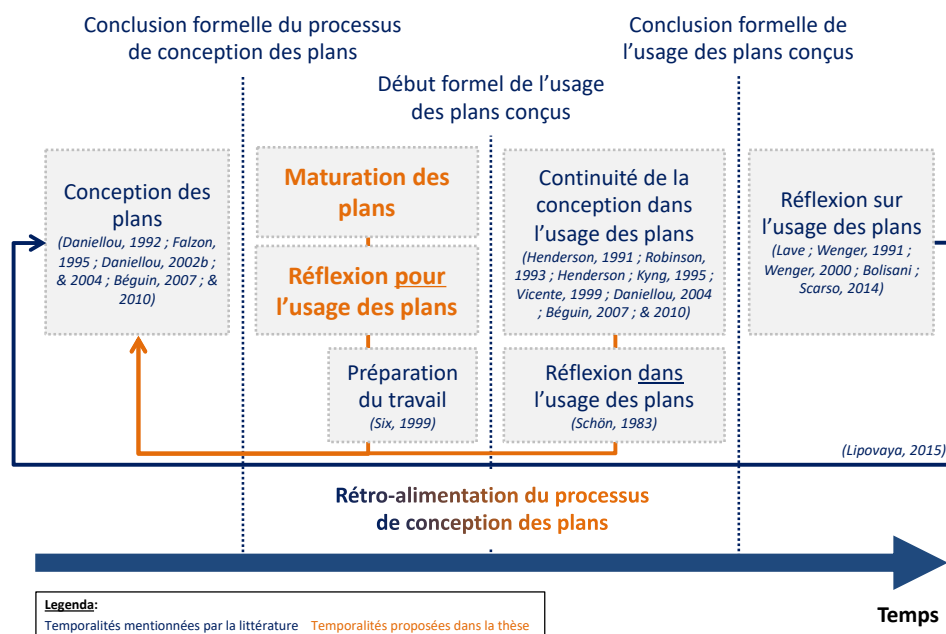 Conclusion formelle du processus
de conception des plans
Conclusion formelle de
l'usage des plans conçus
Début formel de l'usage
des plans conçus
Conception des
plans
(Daniellou, 1992 ; Falzon,
1995 ; Daniellou, 2002b ;
& 2004 ; Béguin, 2007 ; &
2010)
Maturation des
plans
Réflexion pour
l'usage des plans
Préparation
du travail
(Six, 1999)
Continuité de la
conception dans
l'usage des plans
(Henderson, 1991 ; Robinson,
1993 ; Henderson ; Kyng, 1995 ;
Vicente, 1999 ; Daniellou, 2004
; Béguin, 2007 ; & 2010)
Réflexion dans
l'usage des plans
(Schön, 1983)
Réflexion sur
l'usage des plans
(Lave ; Wenger, 1991 ;
Wenger, 2000 ; Bolisani ;
Scarso, 2014)
(Lipovaya, 2015)
Rétro-alimentation du processus
de conception des plans
Temps
Legenda:
Temporalités mentionnées par la littérature Temporalités proposées dans la thèse